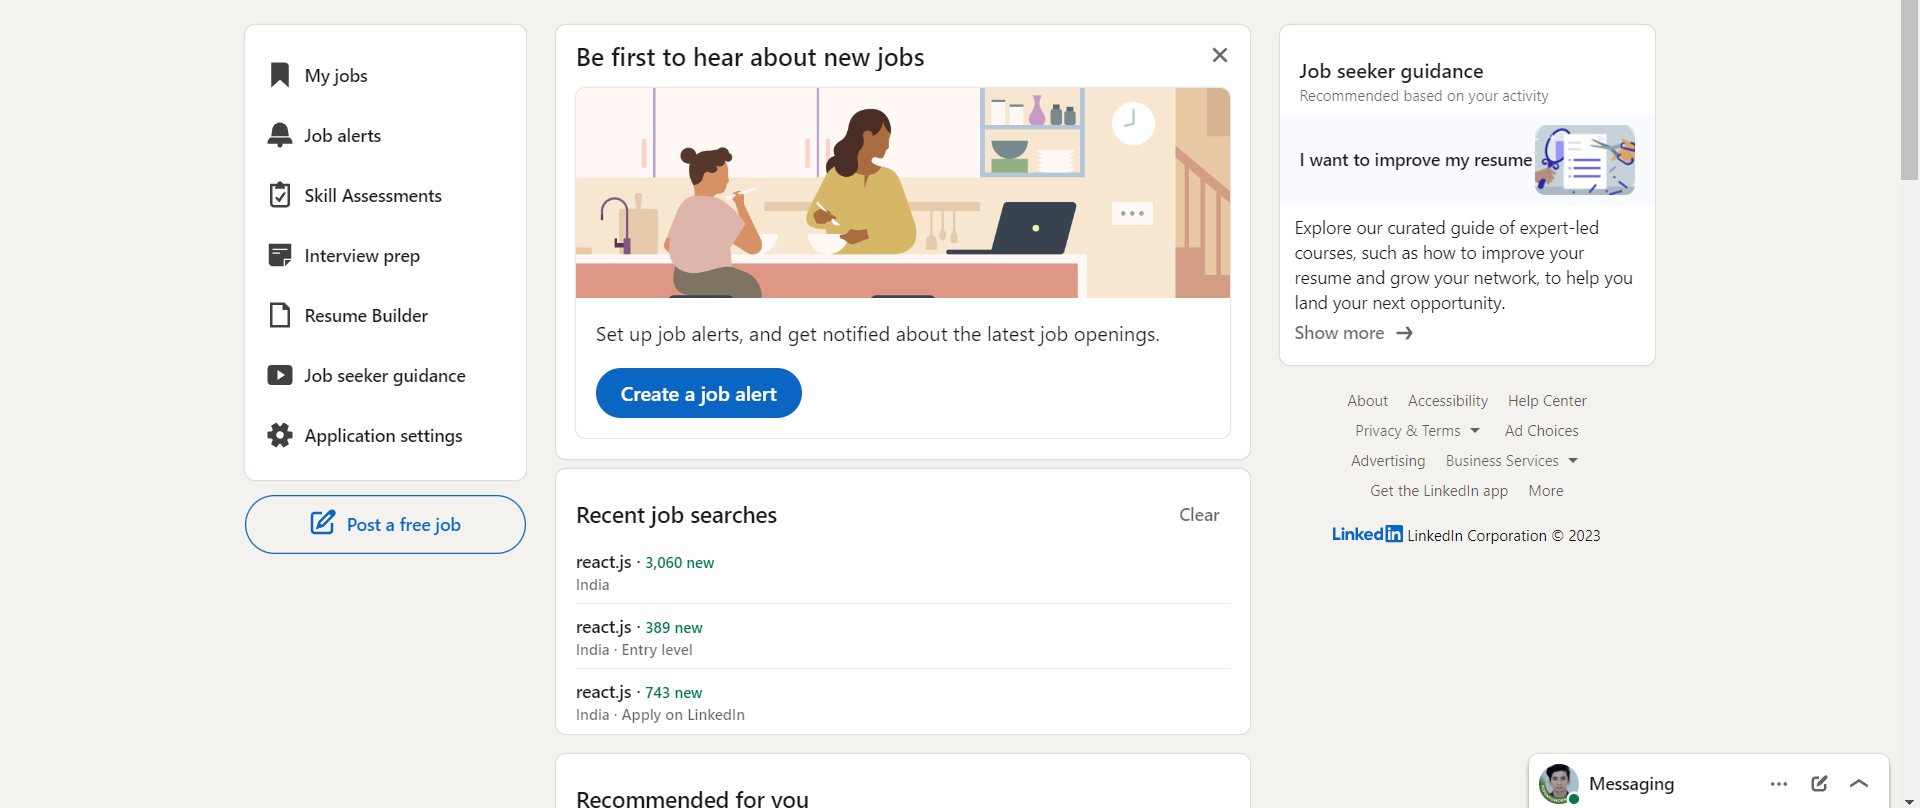 My jobs
Job alerts
Skill Assessments
Interview prep
Resume Builder
Job seeker guidance
Application settings
Post a free job
Be first to hear about new jobs
Set up job alerts, and get notified about the latest job openings.
Create a job alert
Recent job searches
Clear
react.js · 3,060 new
India
react.js · 389 new
India · Entry level
react.js · 743 new
India · Apply on LinkedIn
Recommended for you
Job seeker guidance
Recommended based on your activity
I want to improve my resume
Explore our curated guide of expert-led
courses, such as how to improve your
resume and grow your network, to help you
land your next opportunity.
Show more
About Accessibility Help Center
Privacy & Terms Ad Choices
Advertising Business Services
Get the LinkedIn app More
LinkedIn LinkedIn Corporation © 2023
Messaging